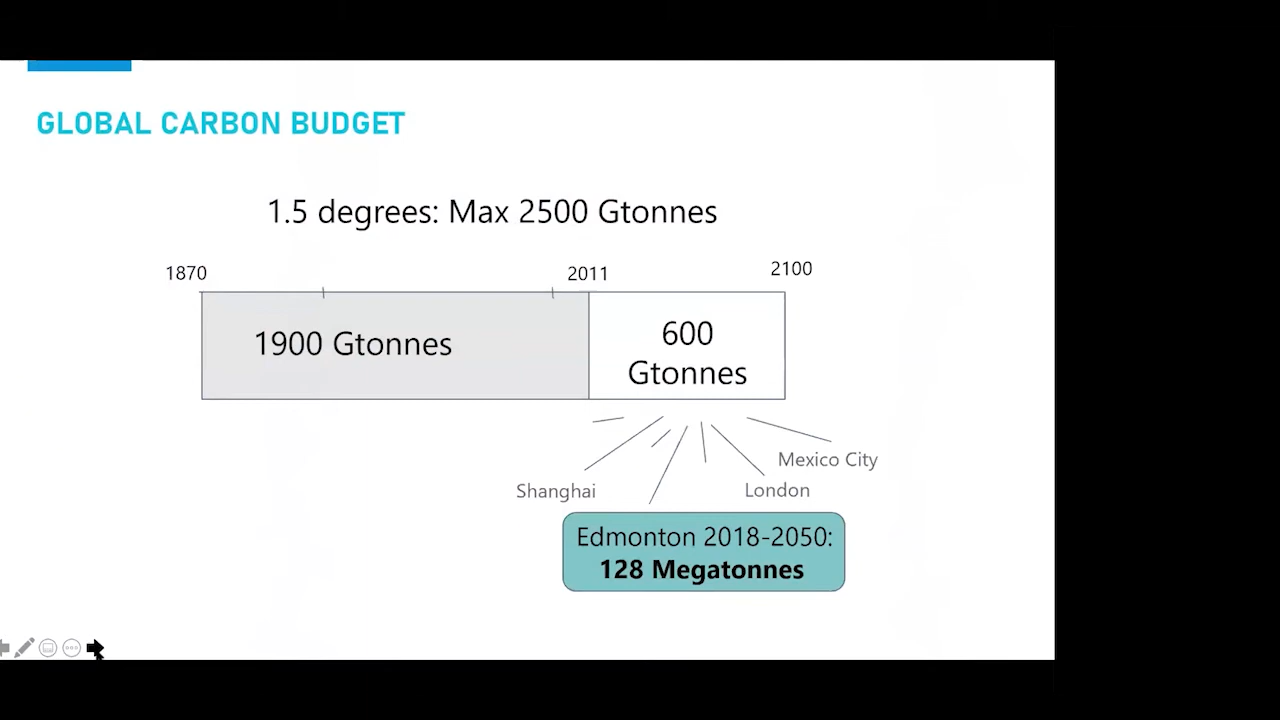 GLOBAL CARBON BUDGET
1.5 degrees: Max 2500 Gtonnes
1870
2011
2100
1900 Gtonnes
600
Gtonnes
Mexico City
Shanghai
London
Edmonton 2018-2050:
128 Megatonnes